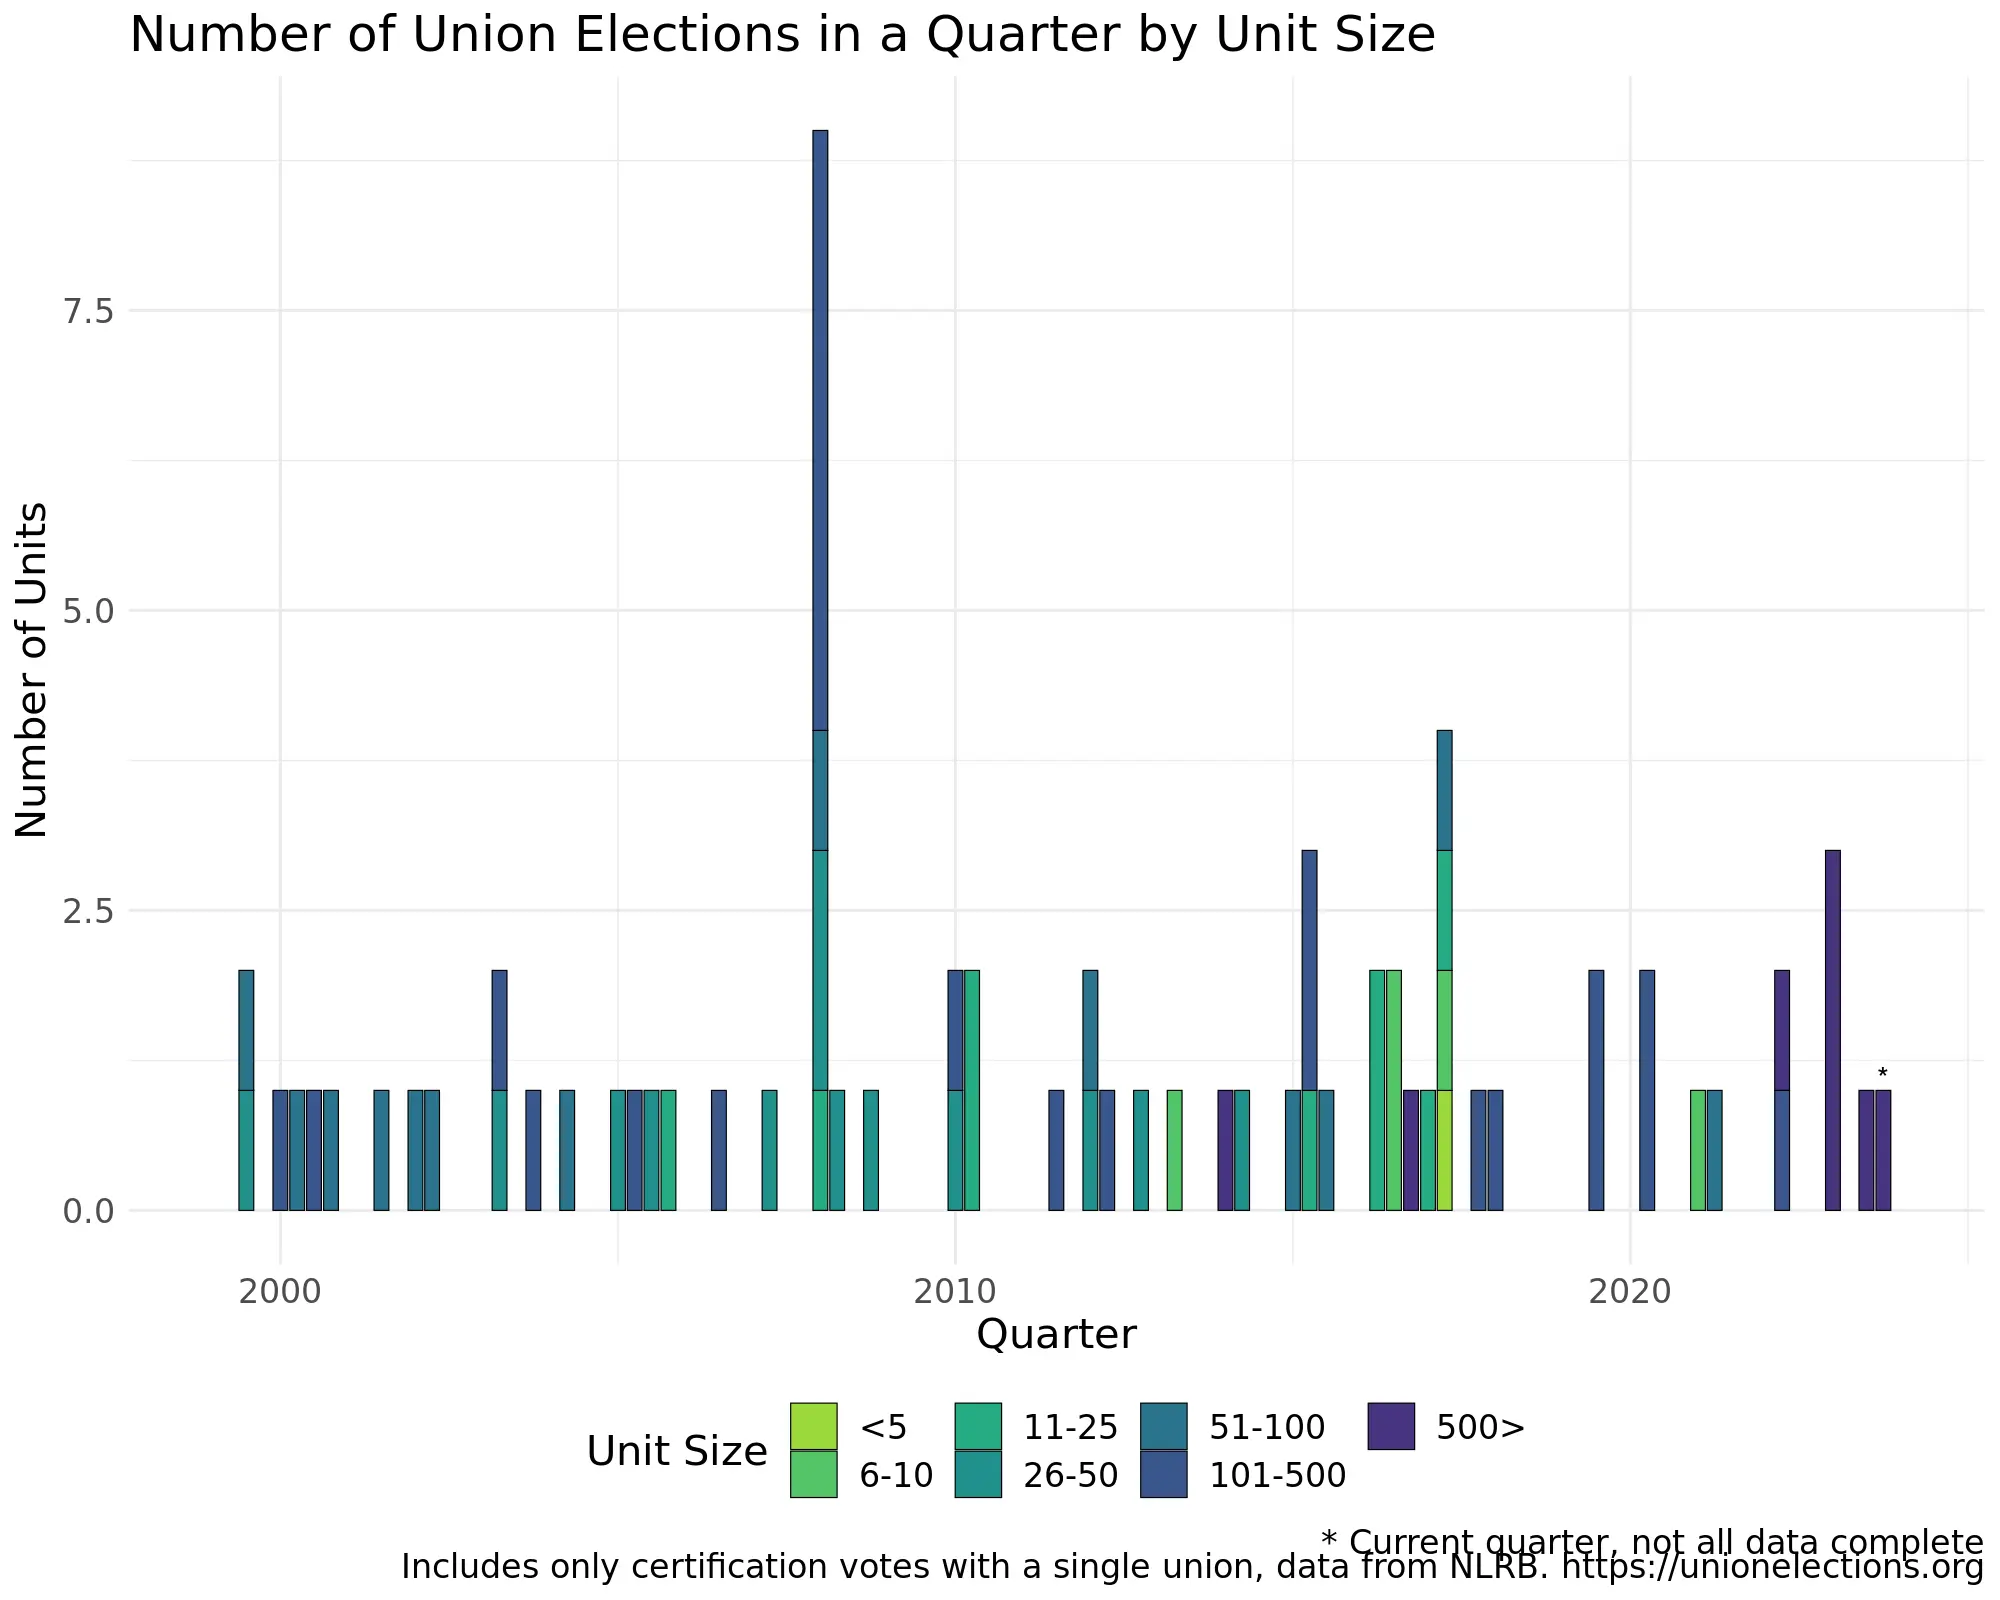 Number of Union Elections in a Quarter by Unit Size
Number of Units
7.5
5.0
2.5
0.0
*
2000 2010 2020
Quarter
Unit Size
<5 11-25 51-100 500>
6-10 26-50 101-500
* Current quarter, not all data complete
Includes only certification votes with a single union, data from NLRB. https://unionelections.org